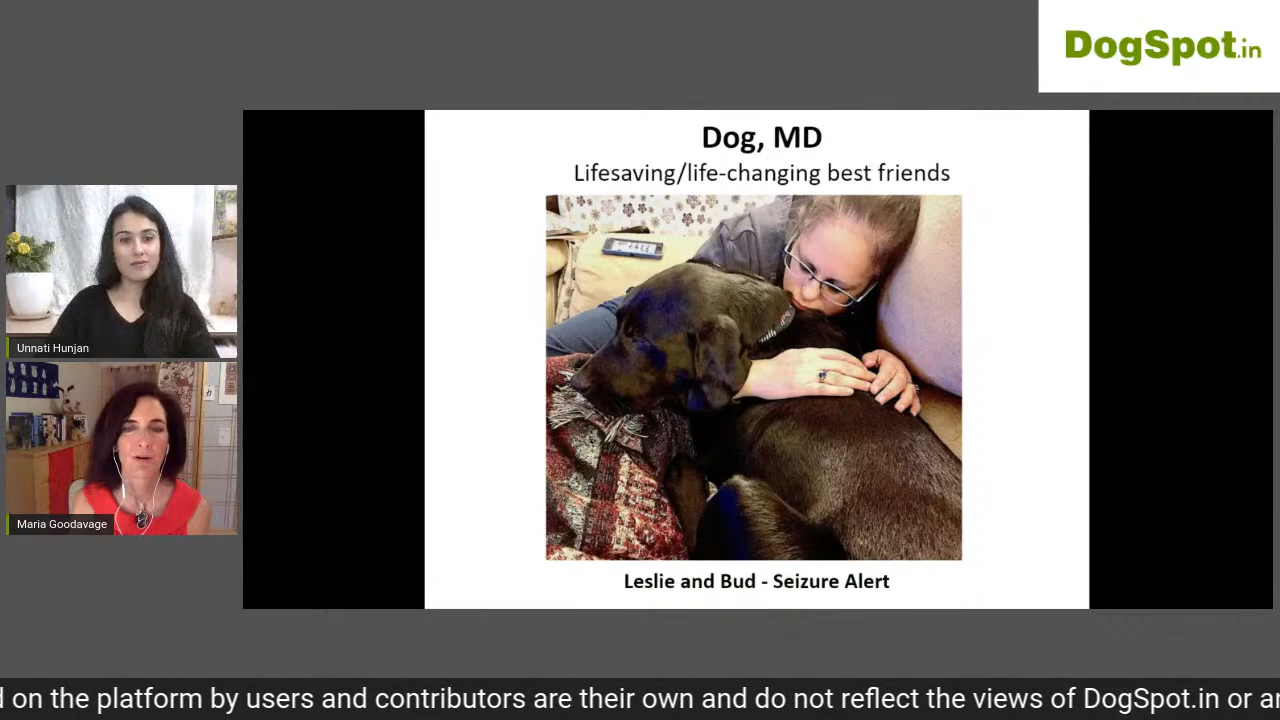 DogSpot.in
Dog, MD
Lifesaving/life-changing best friends
Unnati Hunjan
Maria Goodavage
Leslie and Bud - Seizure Alert
on the platform by users and contributors are their own and do not reflect the views of DogSpot.in or